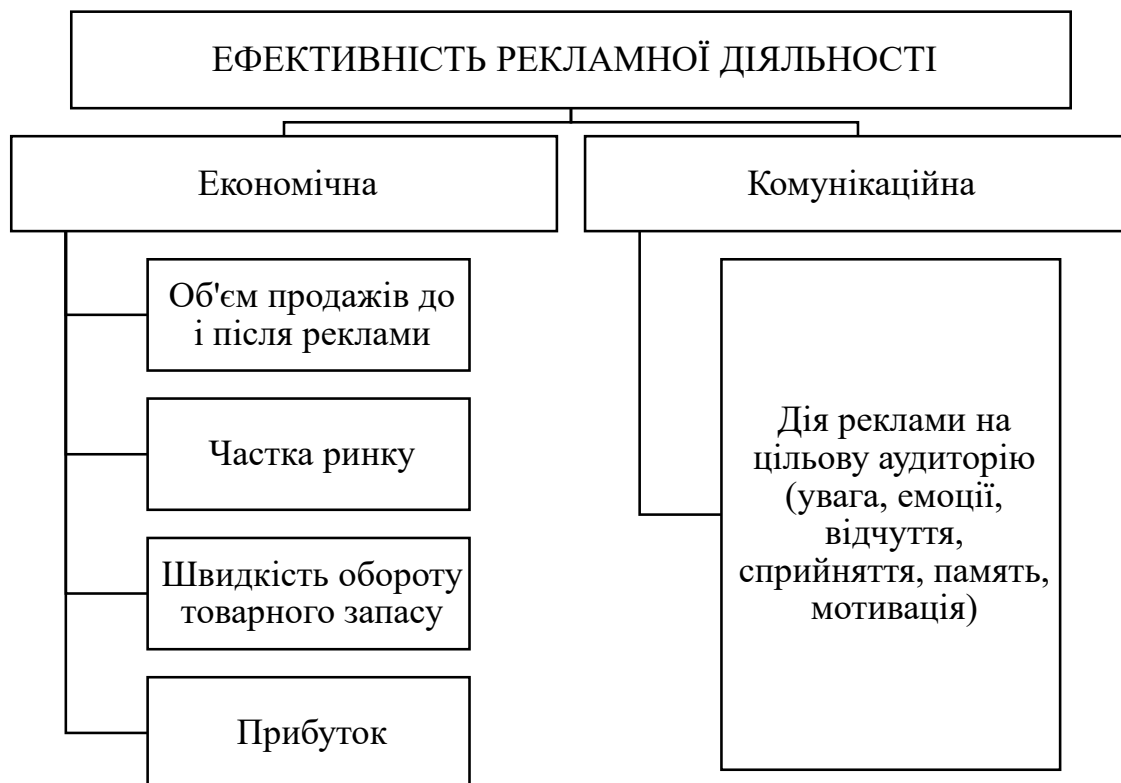 ЕФЕКТИВНІСТЬ РЕКЛАМНОЇ ДІЯЛЬНОСТІ
Економічна
Об'єм продажів до
і після реклами
Частка ринку
Швидкість обороту
товарного запасу
Прибуток
Комунікаційна
Дія реклами на
цільову аудиторію
(увага, емоції,
відчуття,
сприйняття, память,
мотивація)